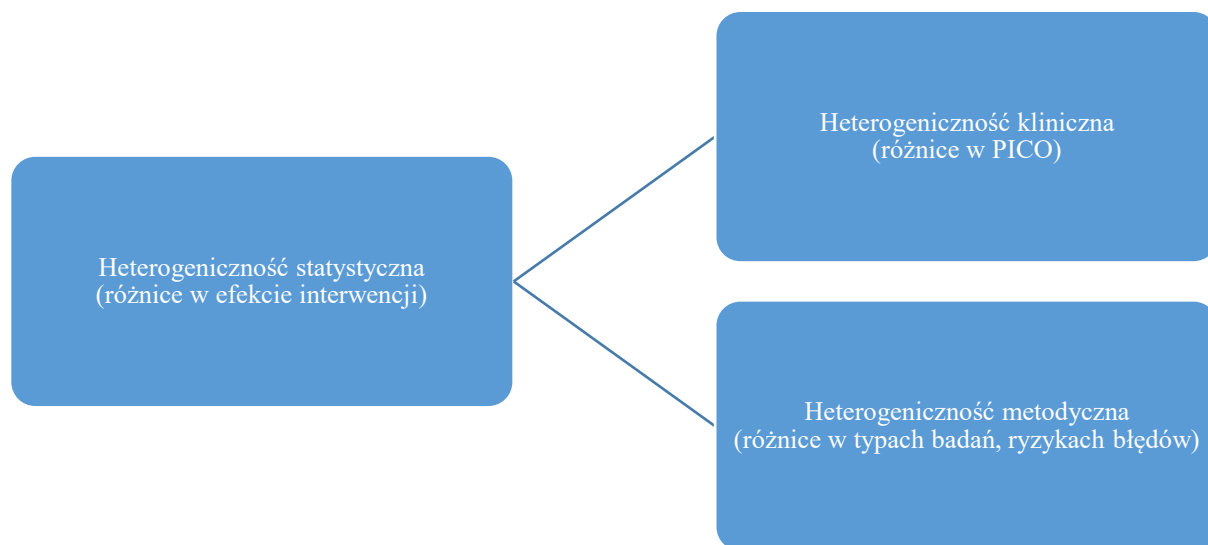 Heterogeniczność statystyczna
(różnice w efekcie interwencji)
Heterogeniczność kliniczna
(różnice w PICO)
Heterogeniczność metodyczna
(różnice w typach badań, ryzykach błędów)